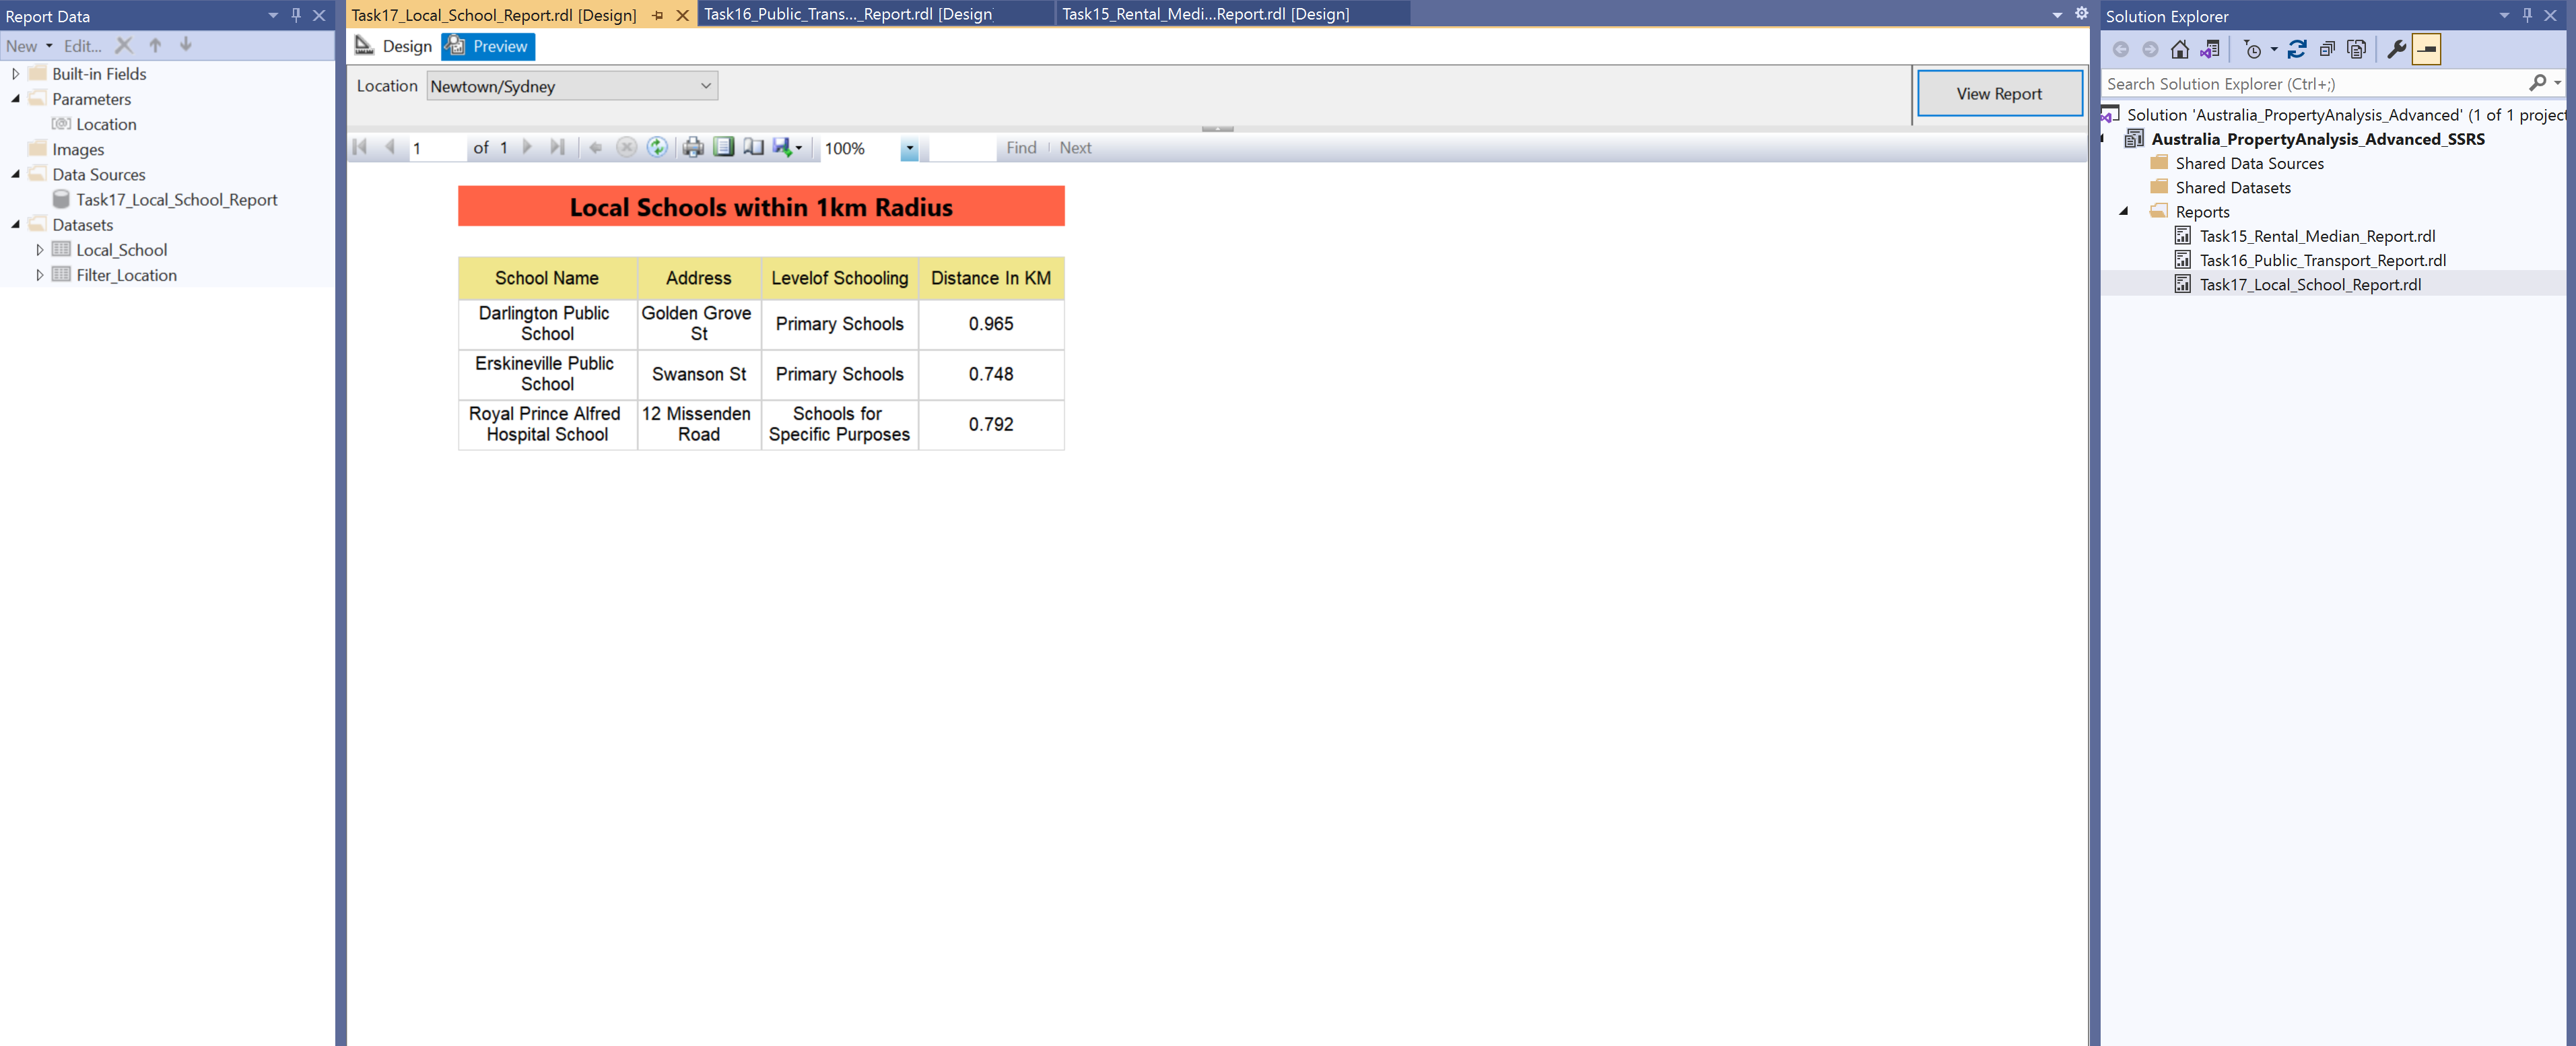 Report Data
New Edit...
Built-in Fields
Parameters
Location
Images
Data Sources
Task17_Local_School_Report
Datasets
Local_School
Filter_Location
Task17_Local_School_Report.rdl [Design]
Task16_Public_Trans..._Report.rdl [Design]
Task15_Rental_Medi...Report.rdl [Design]
Design Preview
Location Newtown/Sydney
View Report
1 of 1 100% Find Next
Local Schools within 1km Radius
School Name Address Levelof Schooling Distance In KM
Darlington Public
School
Golden Grove
St
Primary Schools
0.965
Erskineville Public
School
Swanson St
Primary Schools
0.748
Royal Prince Alfred
Hospital School
12 Missenden
Road
Schools for
Specific Purposes
0.792
Solution Explorer
Search Solution Explorer (Ctrl+;)
Solution 'Australia_PropertyAnalysis_Advanced' (1 of 1 project
Australia_PropertyAnalysis_Advanced_SSRS
Shared Data Sources
Shared Datasets
Reports
Task15_Rental_Median_Report.rdl
Task16_Public_Transport_Report.rdl
Task17_Local_School_Report.rdl